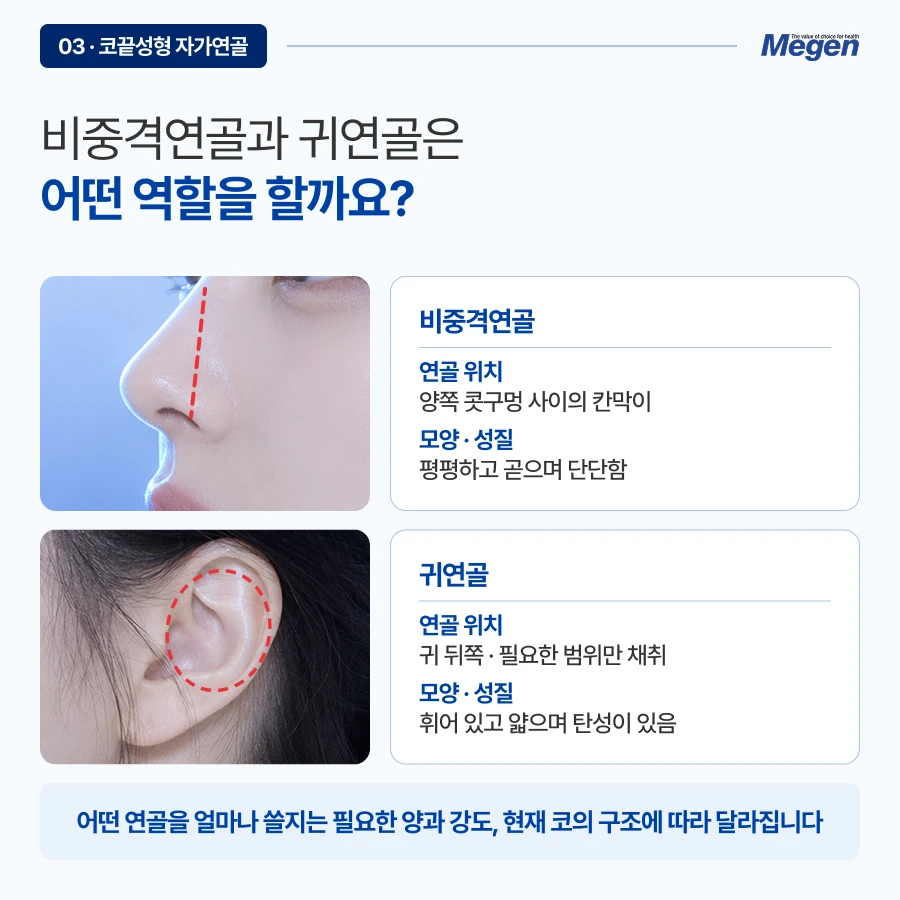 03 · 코끝성형 자가연골
The value of choice for health
Megen
비중격연골과 귀연골은
어떤 역할을 할까요?
비중격연골
연골 위치
양쪽 콧구멍 사이의 칸막이
모양 · 성질
평평하고 곧으며 단단함
귀연골
연골 위치
귀 뒤쪽 · 필요한 범위만 채취
모양 · 성질
휘어 있고 얇으며 탄성이 있음
어떤 연골을 얼마나 쓸지는 필요한 양과 강도, 현재 코의 구조에 따라 달라집니다